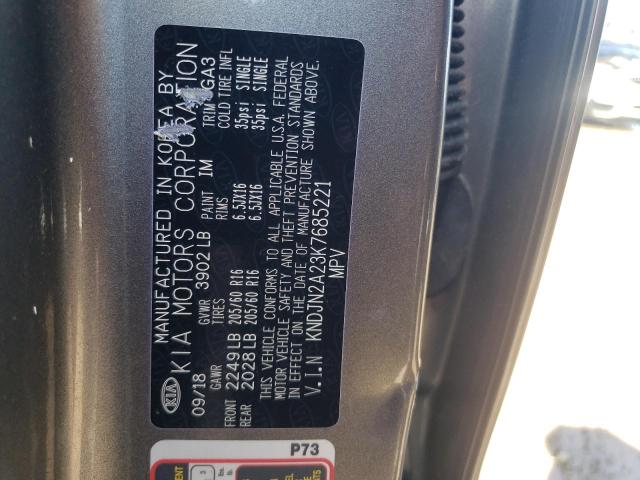 MANUFACTURED IN KOREA BY
KIA KIA MOTORS CORPORATION
09/18 GVWR 3902 LB PAINT IM TRIM GA3
GAWR TIRES RIMS COLD TIRE INFL
FRONT 2249 LB 205/60 R16 6.5JX16 35psi SINGLE
REAR 2028 LB 205/60 R16 6.5JX16 35psi SINGLE
THIS VEHICLE CONFORMS TO ALL APPLICABLE U.S.A. FEDERAL
MOTOR VEHICLE SAFETY AND THEFT PREVENTION STANDARDS
IN EFFECT ON THE DATE OF MANUFACTURE SHOWN ABOVE.
V.I.N KNDJN2A23K7685221
MPV
P73